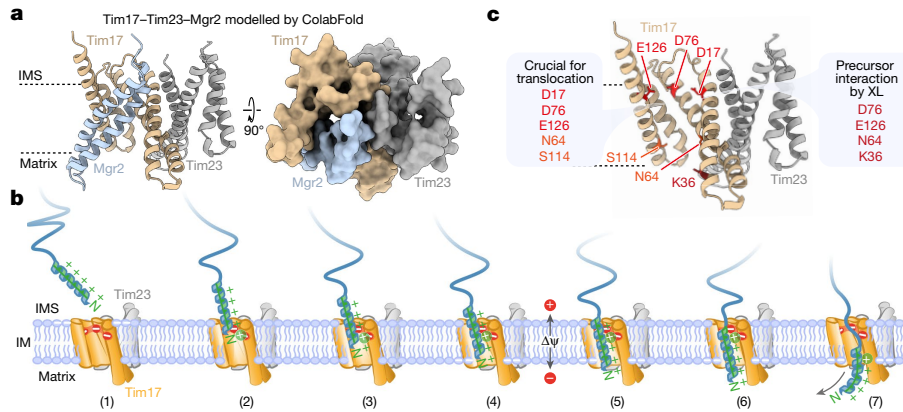 a
Tim17–Tim23–Mgr2 modelled by ColabFold
Tim17
IMS
Matrix
Mgr2
Tim23
90°
Tim17
Mgr2
Tim23
c
Crucial for
translocation
D17
D76
E126
N64
S114
E126
D76
D17
S114
N64
K36
Tim23
Precursor
interaction
by XL
D76
E126
N64
K36
b
IMS
IM
Matrix
N
Tim23
Tim17
N
N
N
+
Δψ
–
N
N
N
(1)
(2)
(3)
(4)
(5)
(6)
(7)